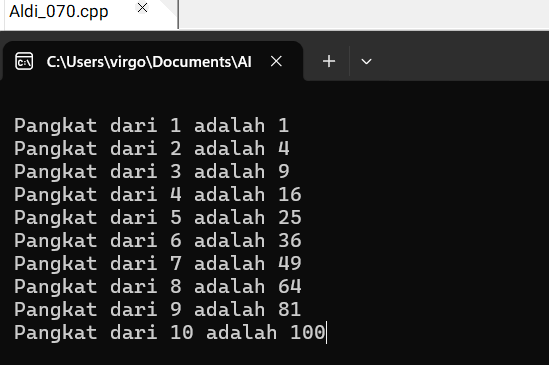 Aldi_070.cpp
C:\Users\virgo\Documents\Al
Pangkat dari 1 adalah 1
Pangkat dari 2 adalah 4
Pangkat dari 3 adalah 9
Pangkat dari 4 adalah 16
Pangkat dari 5 adalah 25
Pangkat dari 6 adalah 36
Pangkat dari 7 adalah 49
Pangkat dari 8 adalah 64
Pangkat dari 9 adalah 81
Pangkat dari 10 adalah 100